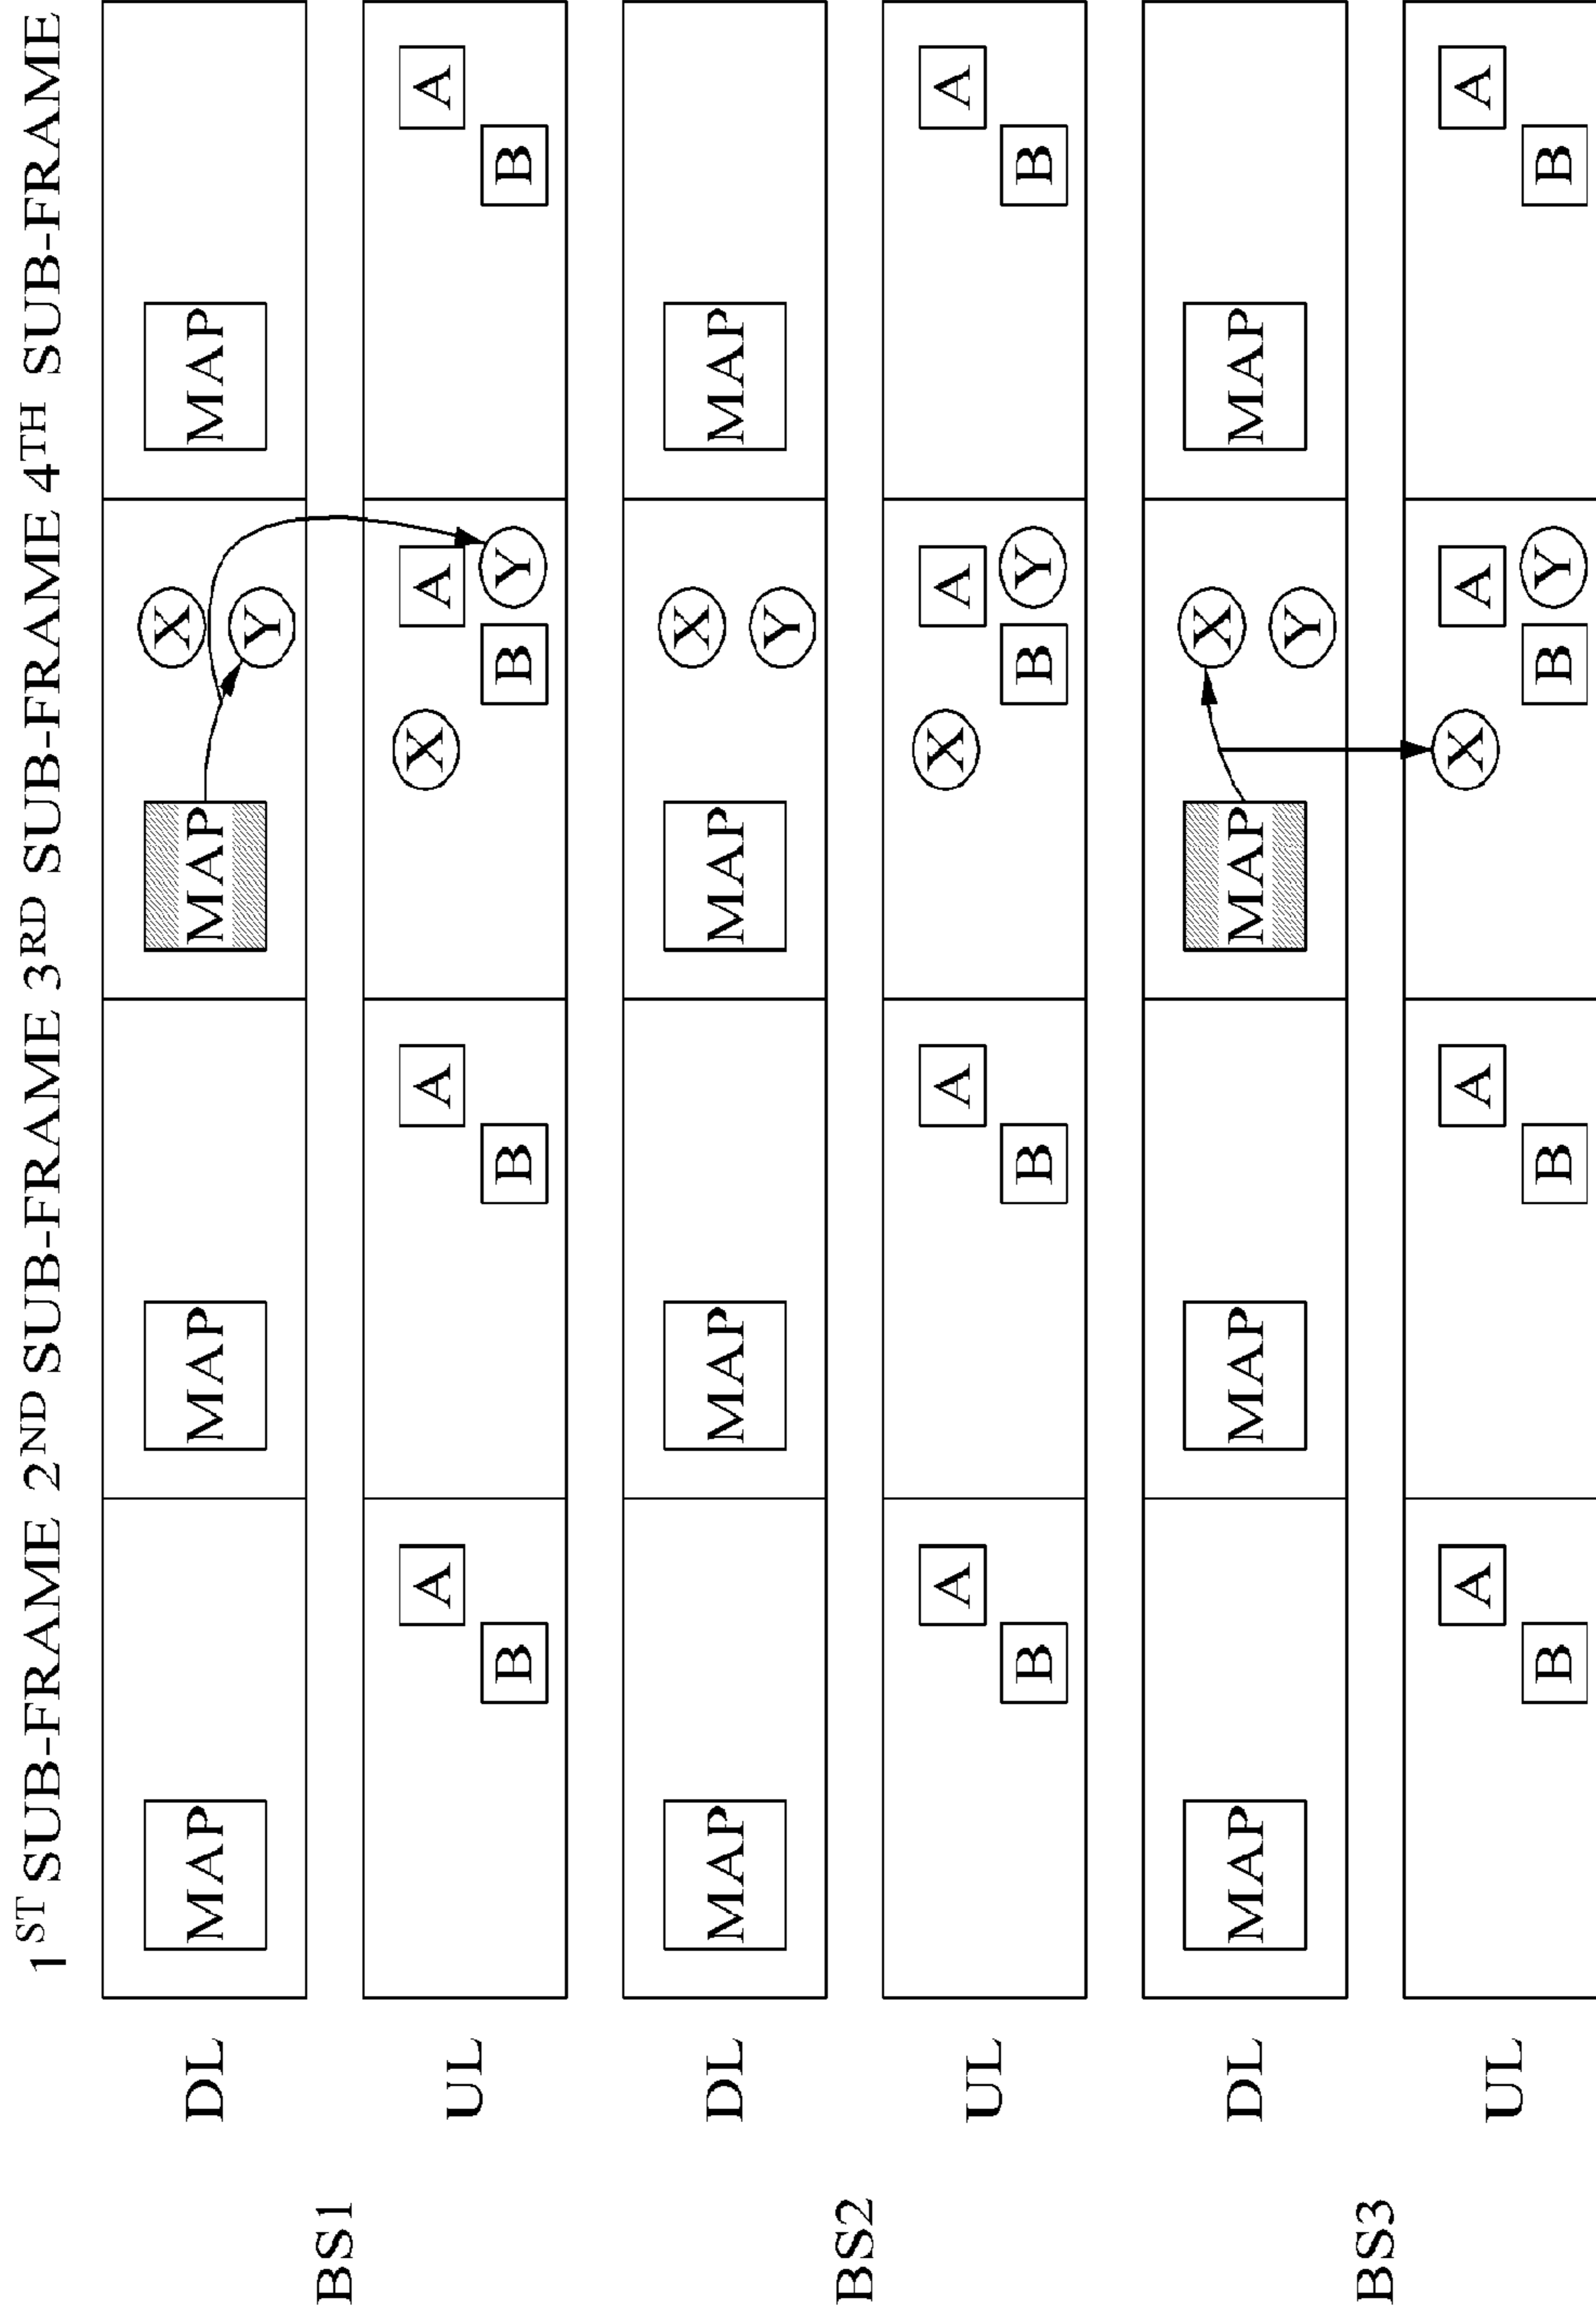 1ST SUB-FRAME 2ND SUB-FRAME 3RD SUB-FRAME 4TH SUB-FRAME
X
DL MAP MAP MAP MAP
Y
BS1
A A X A A
UL
B B B Y B
X
DL MAP MAP MAP MAP
Y
BS2
A A X A A
UL
B B B Y B
X
DL MAP MAP MAP MAP
Y
BS3
A A X A A
UL
B B B Y B